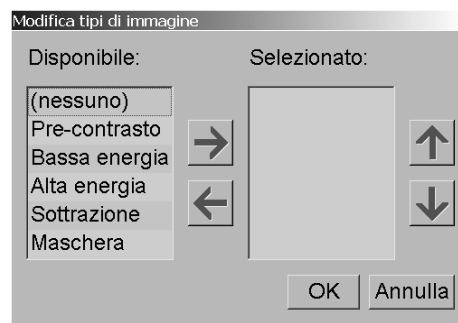 Modifica tipi di immagine
Disponibile:
Selezionato:
(nessuno)
Pre-contrasto
Bassa energia
Alta energia
Sottrazione
Maschera
OK
Annulla